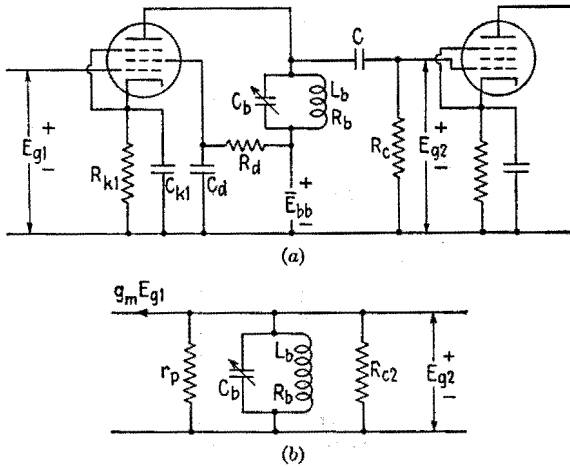 C
C_b
L_b
R_b
E_g1
+
-
R_k1
C_k1
C_d
R_d
+
E_bb
-
R_c
E_g2
+
-
(a)
g_mE_g1
r_p
C_b
L_b
R_b
R_c2
E_g2
+
-
(b)